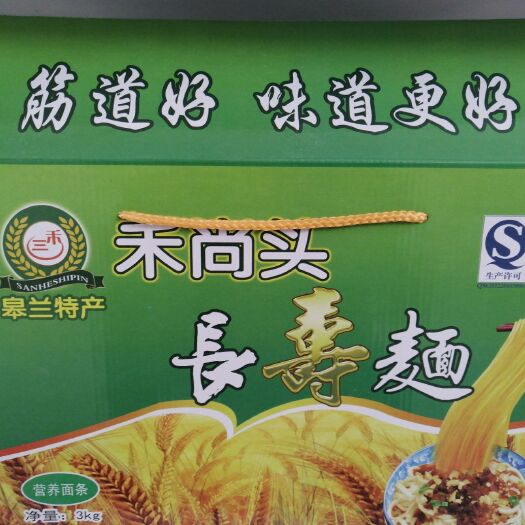 筋道好 味道更好
三禾
SANHESHIPIN
皋兰特产
禾尚头
生产许可
長壽麵
营养面条
净含量：3kg